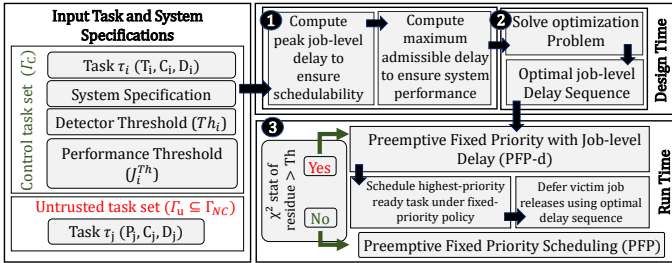 Input Task and System
Specifications
Control task set (Γ_C)
Task τ_i (T_i, C_i, D_i)
System Specification
Detector Threshold (Th_i)
Performance Threshold
(J_i^Th)
Untrusted task set (Γ_u ⊆ Γ_NC)
Task τ_j (P_j, C_j, D_j)
1
Compute
peak job-level
delay to
ensure
schedulability
Compute
maximum
admissible delay
to ensure system
performance
2
Solve optimization
Problem
Optimal job-level
Delay Sequence
Design Time
3
χ² stat of
residue > Th
Yes
No
Preemptive Fixed Priority with Job-level
Delay (PFP-d)
Schedule highest-priority
ready task under fixed-
priority policy
Defer victim job
releases using optimal
delay sequence
Preemptive Fixed Priority Scheduling (PFP)
Run Time